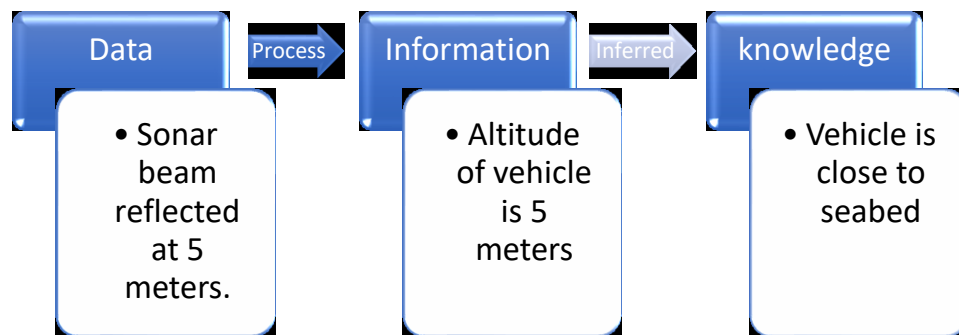 Data
Process
Information
Inferred
knowledge
• Sonar
beam
reflected
at 5
meters.
• Altitude
of vehicle
is 5
meters
• Vehicle is
close to
seabed